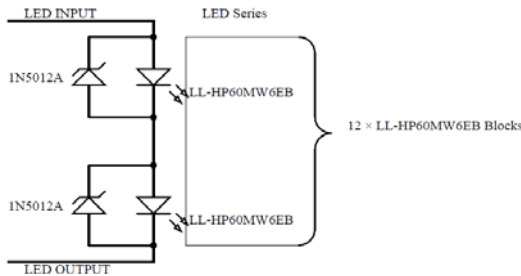 LED INPUT
LED Series
1N5012A
LL-HP60MW6EB
12 × LL-HP60MW6EB Blocks
1N5012A
LL-HP60MW6EB
LED OUTPUT